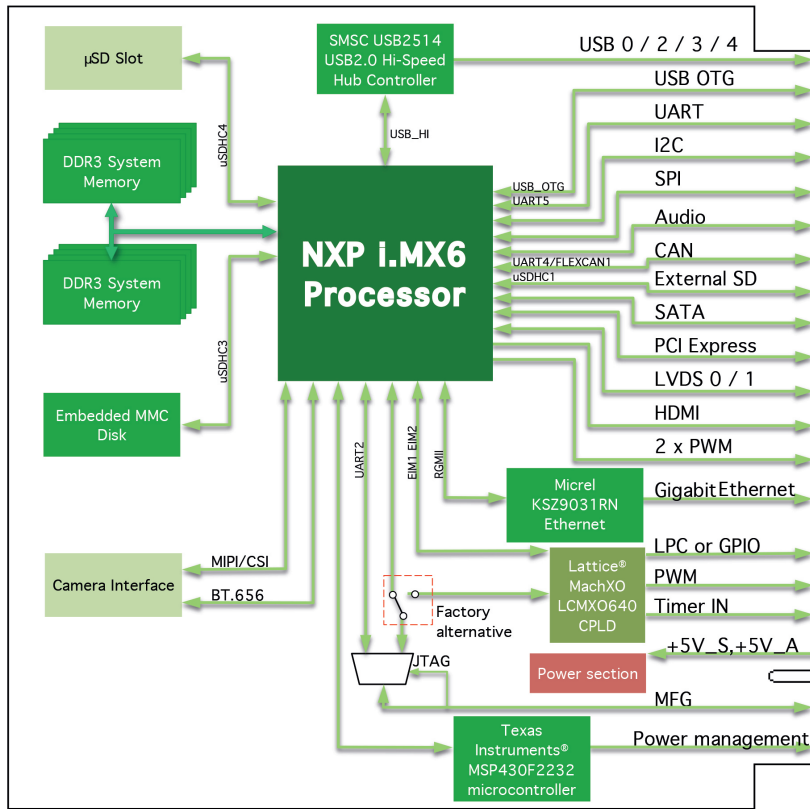 SMSC USB2514
USB2.0 Hi-Speed
Hub Controller
USB 0 / 2 / 3 / 4
µSD Slot
USB OTG
UART
uSDHC4
USB_HI
I2C
DDR3 System
Memory
SPI
USB_OTG
UART5
Audio
NXP i.MX6
Processor
CAN
UART4/FLEXCAN1
uSDHC1
External SD
DDR3 System
Memory
SATA
PCI Express
uSDHC3
LVDS 0 / 1
HDMI
Embedded MMC
Disk
2 x PWM
UART2
EIM1 EIM2
RGMII
Micrel
KSZ9031RN
Ethernet
GigabitEthernet
LPC or GPIO
MIPI/CSI
Camera Interface
BT.656
Lattice®
MachXO
LCMXO640
CPLD
PWM
Timer IN
Factory
alternative
+5V_S,+5V_A
JTAG
Power section
MFG
Texas
Instruments®
MSP430F2232
microcontroller
Power management